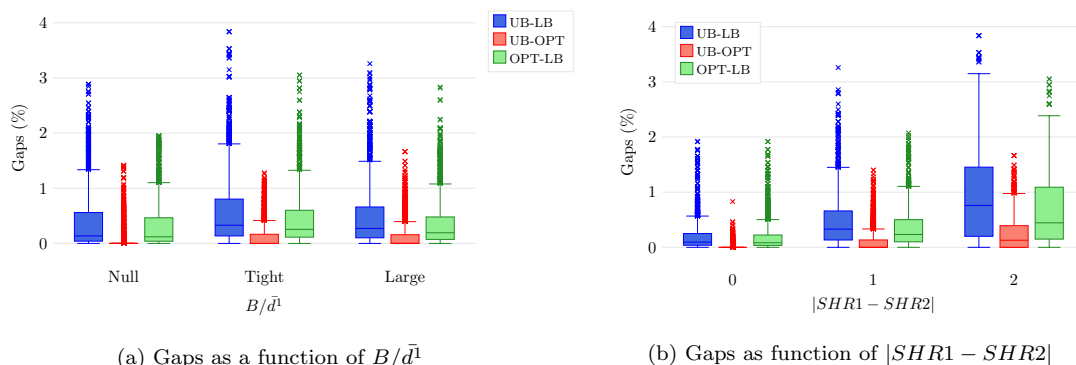 4
3
2
1
0
Gaps (%)
Null
Tight
Large
B/d̄¹
UB-LB
UB-OPT
OPT-LB
(a) Gaps as a function of B/d̄¹
4
3
2
1
0
Gaps (%)
UB-LB
UB-OPT
OPT-LB
0
1
2
|SHR1 − SHR2|
(b) Gaps as function of |SHR1 − SHR2|